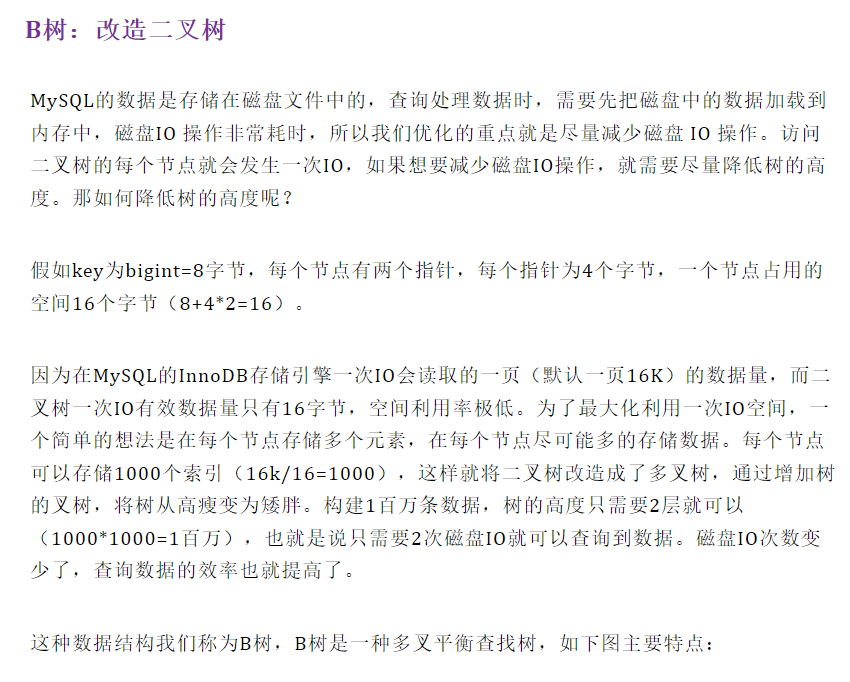 B树：改造二叉树
MySQL的数据是存储在磁盘文件中的，查询处理数据时，需要先把磁盘中的数据加载到
内存中，磁盘IO 操作非常耗时，所以我们优化的重点就是尽量减少磁盘 IO 操作。访问
二叉树的每个节点就会发生一次IO，如果想要减少磁盘IO操作，就需要尽量降低树的高
度。那如何降低树的高度呢？
假如key为bigint=8字节，每个节点有两个指针，每个指针为4个字节，一个节点占用的
空间16个字节（8+4*2=16）。
因为在MySQL的InnoDB存储引擎一次IO会读取的一页（默认一页16K）的数据量，而二
叉树一次IO有效数据量只有16字节，空间利用率极低。为了最大化利用一次IO空间，一
个简单的想法是在每个节点存储多个元素，在每个节点尽可能多的存储数据。每个节点
可以存储1000个索引（16k/16=1000），这样就将二叉树改造成了多叉树，通过增加树
的叉树，将树从高瘦变为矮胖。构建1百万条数据，树的高度只需要2层就可以
（1000*1000=1百万），也就是说只需要2次磁盘IO就可以查询到数据。磁盘IO次数变
少了，查询数据的效率也就提高了。
这种数据结构我们称为B树，B树是一种多叉平衡查找树，如下图主要特点：